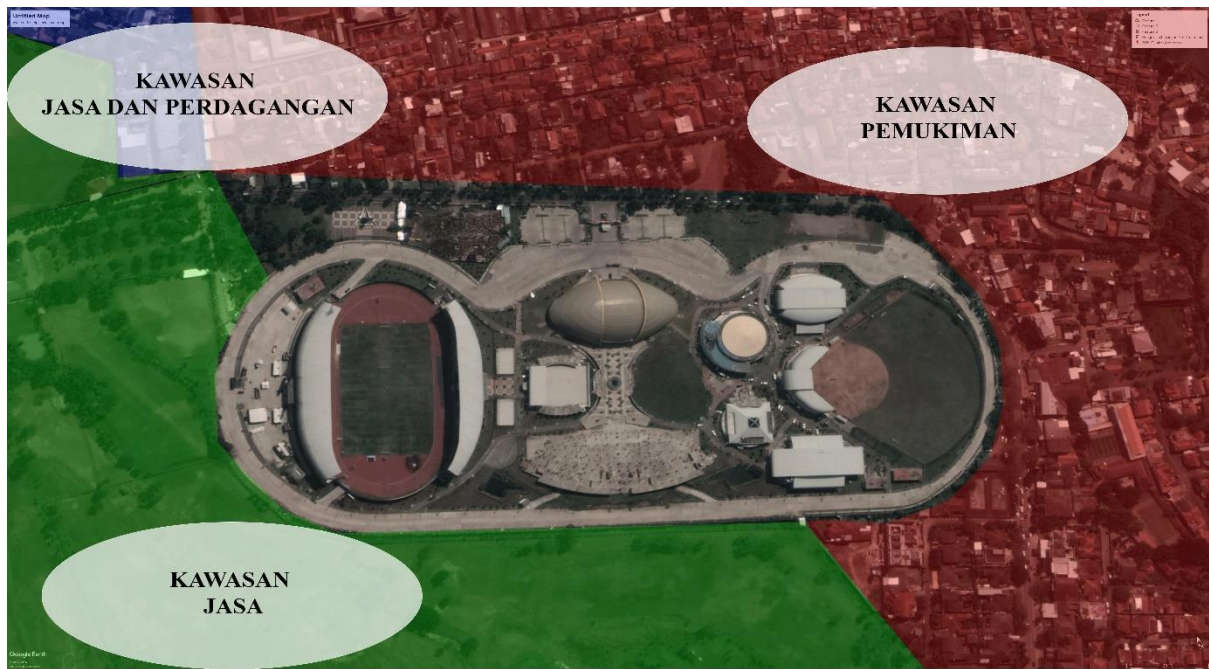 Untitled Map
KAWASAN
JASA DAN PERDAGANGAN
KAWASAN
PEMUKIMAN
KAWASAN
JASA
Google Earth